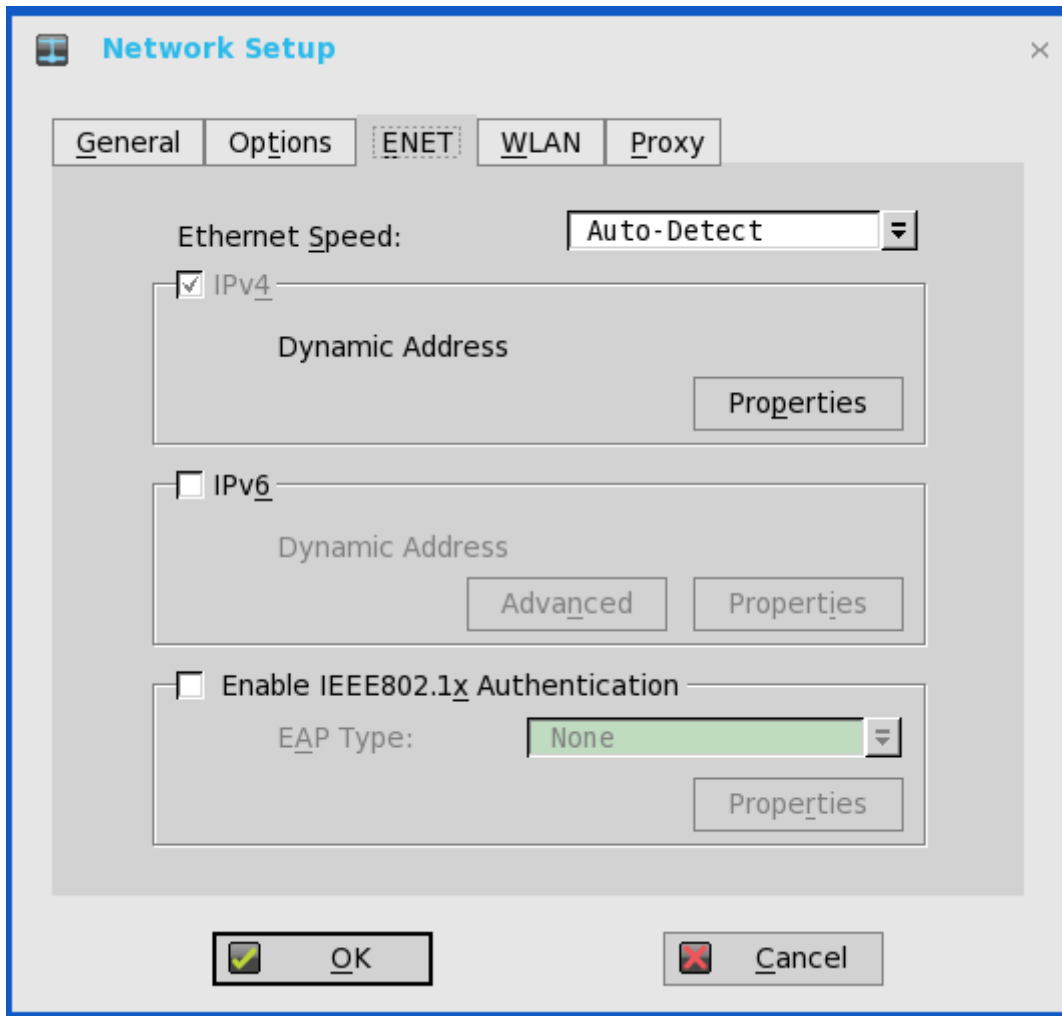 Network Setup
General Options ENET WLAN Proxy
Ethernet Speed: Auto-Detect
IPv4
Dynamic Address
Properties
IPv6
Dynamic Address
Advanced Properties
Enable IEEE802.1x Authentication
EAP Type: None
Properties
OK Cancel